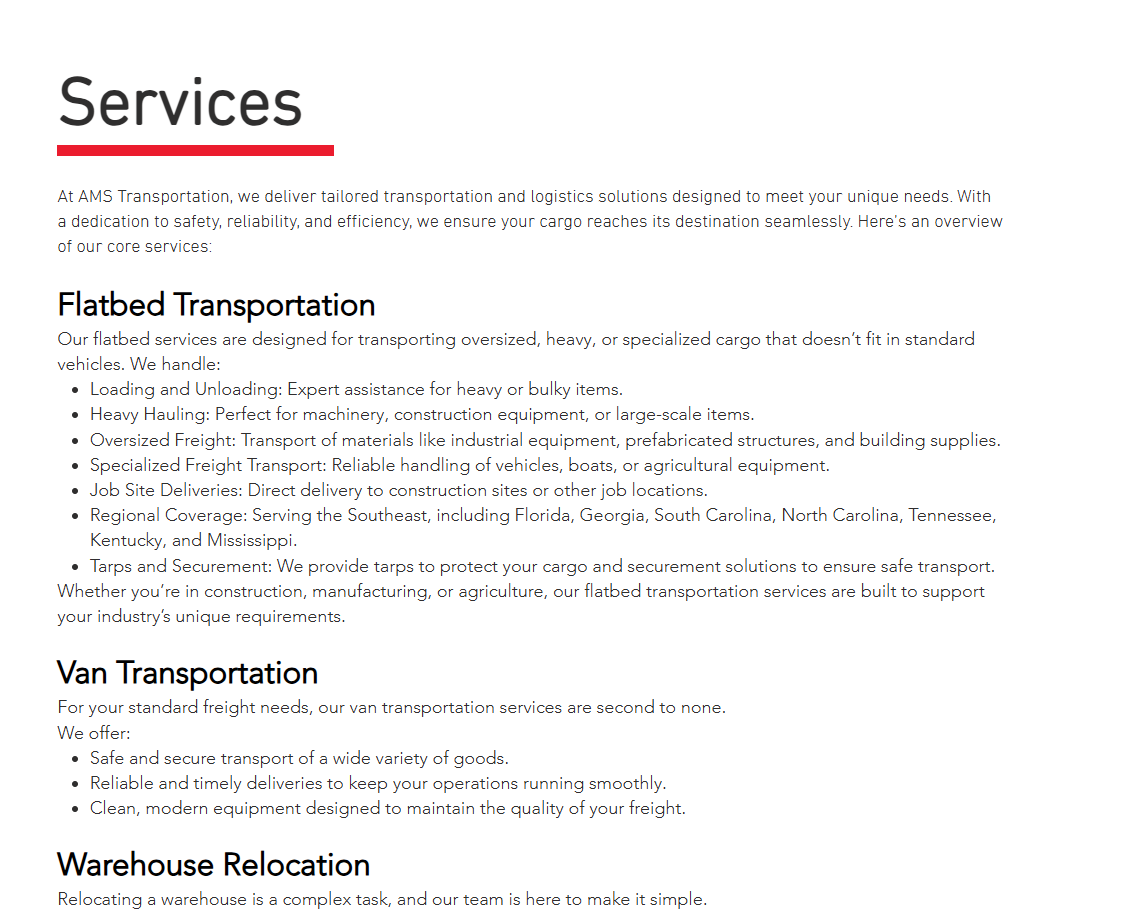 Services
At AMS Transportation, we deliver tailored transportation and logistics solutions designed to meet your unique needs. With
a dedication to safety, reliability, and efficiency, we ensure your cargo reaches its destination seamlessly. Here's an overview
of our core services:
Flatbed Transportation
Our flatbed services are designed for transporting oversized, heavy, or specialized cargo that doesn’t fit in standard
vehicles. We handle:
• Loading and Unloading: Expert assistance for heavy or bulky items.
• Heavy Hauling: Perfect for machinery, construction equipment, or large-scale items.
• Oversized Freight: Transport of materials like industrial equipment, prefabricated structures, and building supplies.
• Specialized Freight Transport: Reliable handling of vehicles, boats, or agricultural equipment.
• Job Site Deliveries: Direct delivery to construction sites or other job locations.
• Regional Coverage: Serving the Southeast, including Florida, Georgia, South Carolina, North Carolina, Tennessee,
Kentucky, and Mississippi.
• Tarps and Securement: We provide tarps to protect your cargo and securement solutions to ensure safe transport.
Whether you’re in construction, manufacturing, or agriculture, our flatbed transportation services are built to support
your industry’s unique requirements.
Van Transportation
For your standard freight needs, our van transportation services are second to none.
We offer:
• Safe and secure transport of a wide variety of goods.
• Reliable and timely deliveries to keep your operations running smoothly.
• Clean, modern equipment designed to maintain the quality of your freight.
Warehouse Relocation
Relocating a warehouse is a complex task, and our team is here to make it simple.